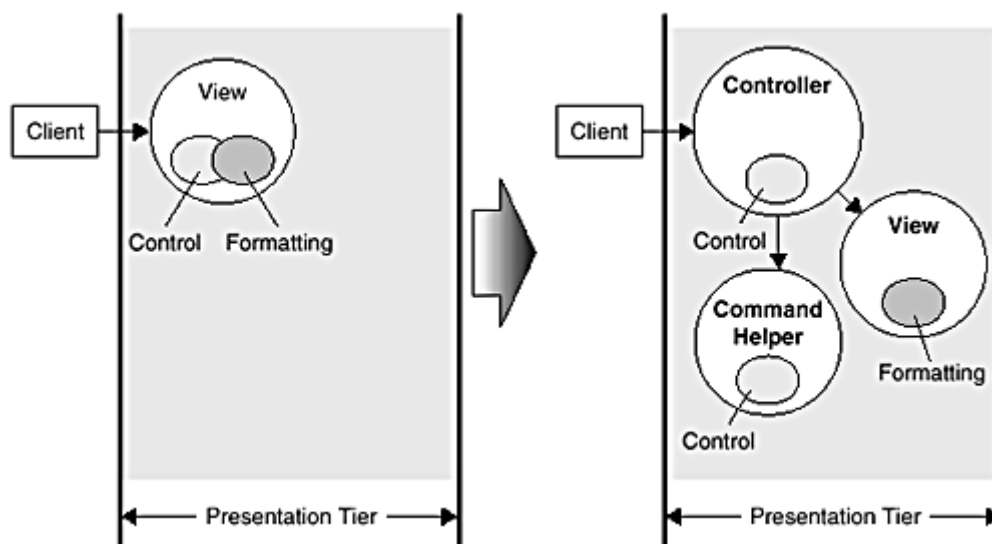 View
Client
Control
Formatting
Presentation Tier
Controller
Client
Control
View
Command
Helper
Formatting
Control
Presentation Tier